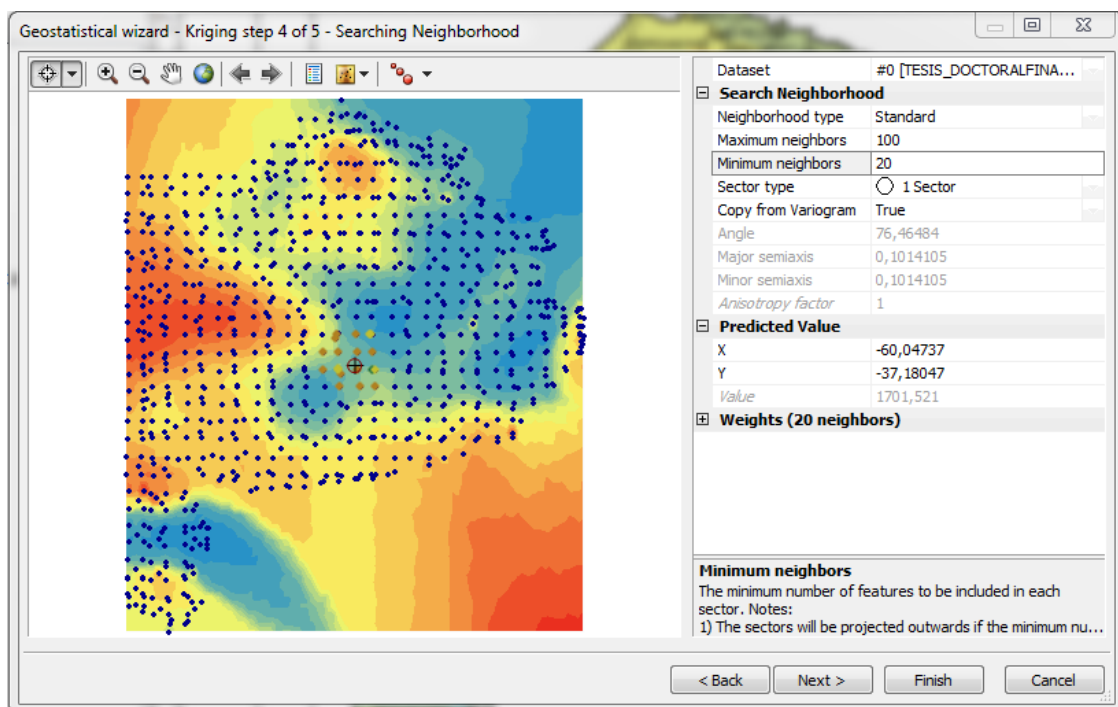 Geostatistical wizard - Kriging step 4 of 5 - Searching Neighborhood
Dataset #0 [TESIS_DOCTORALFINA...
Search Neighborhood
Neighborhood type Standard
Maximum neighbors 100
Minimum neighbors 20
Sector type 1 Sector
Copy from Variogram True
Angle 76,46484
Major semiaxis 0,1014105
Minor semiaxis 0,1014105
Anisotropy factor 1
Predicted Value
X -60,04737
Y -37,18047
Value 1701,521
Weights (20 neighbors)
Minimum neighbors
The minimum number of features to be included in each
sector. Notes:
1) The sectors will be projected outwards if the minimum nu...
< Back Next > Finish Cancel